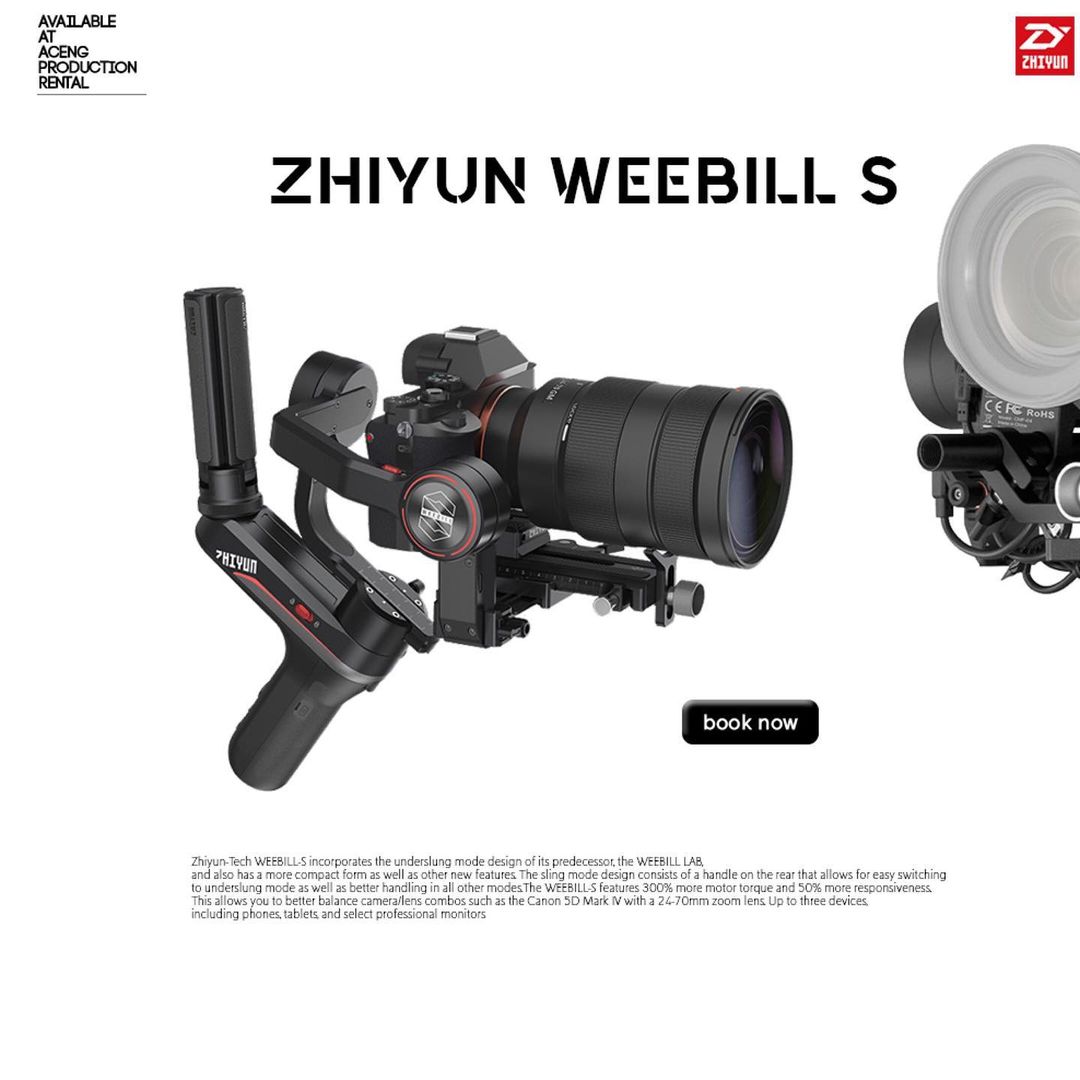 AVAILABLE
AT
ACENG
PRODUCTION
RENTAL
ZHIYUN
ZHIYUN WEEBILL S
GM
WEEBILL
ZHIYUN
CE FC RoHS
Made in China
book now
Zhiyun-Tech WEEBILL-S incorporates the underslung mode design of its predecessor, the WEEBILL LAB,
and also has a more compact form as well as other new features. The sling mode design consists of a handle on the rear that allows for easy switching
to underslung mode as well as better handling in all other modes.The WEEBILL-S features 300% more motor torque and 50% more responsiveness.
This allows you to better balance camera/lens combos such as the Canon 5D Mark IV with a 24-70mm zoom lens. Up to three devices,
including phones, tablets, and select professional monitors